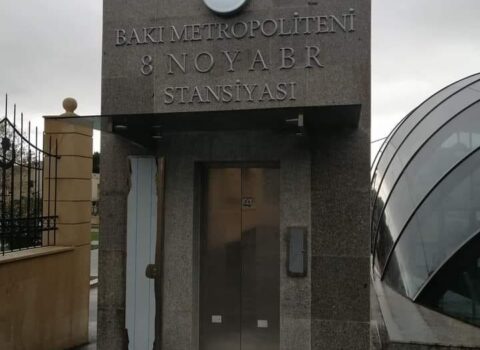 BAKI METROPOLİTENİ
8 NOYABR
STANSİYASI